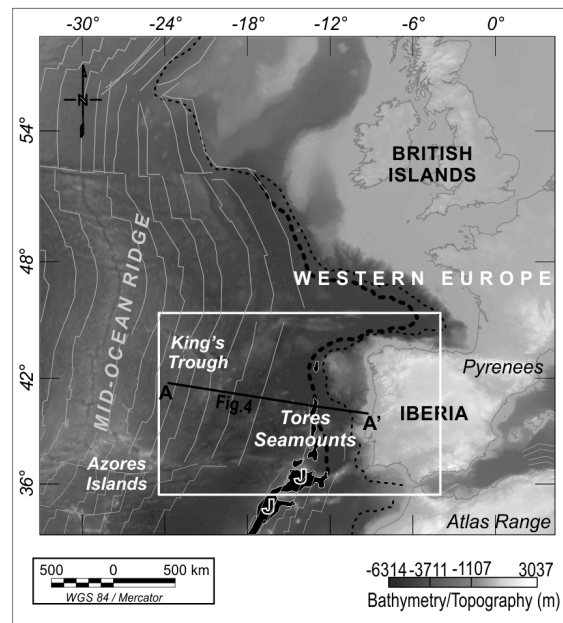 -30° -24° -18° -12° -6° 0°
N
54°
BRITISH
ISLANDS
48°
WESTERN EUROPE
MID-OCEAN RIDGE
King's
Trough
42°
Pyrenees
A
Fig.4
IBERIA
Tores
Seamounts
A'
Azores
Islands
36°
J
J
Atlas Range
500 0 500 km
WGS 84 / Mercator
-6314 -3711 -1107 3037
Bathymetry/Topography (m)